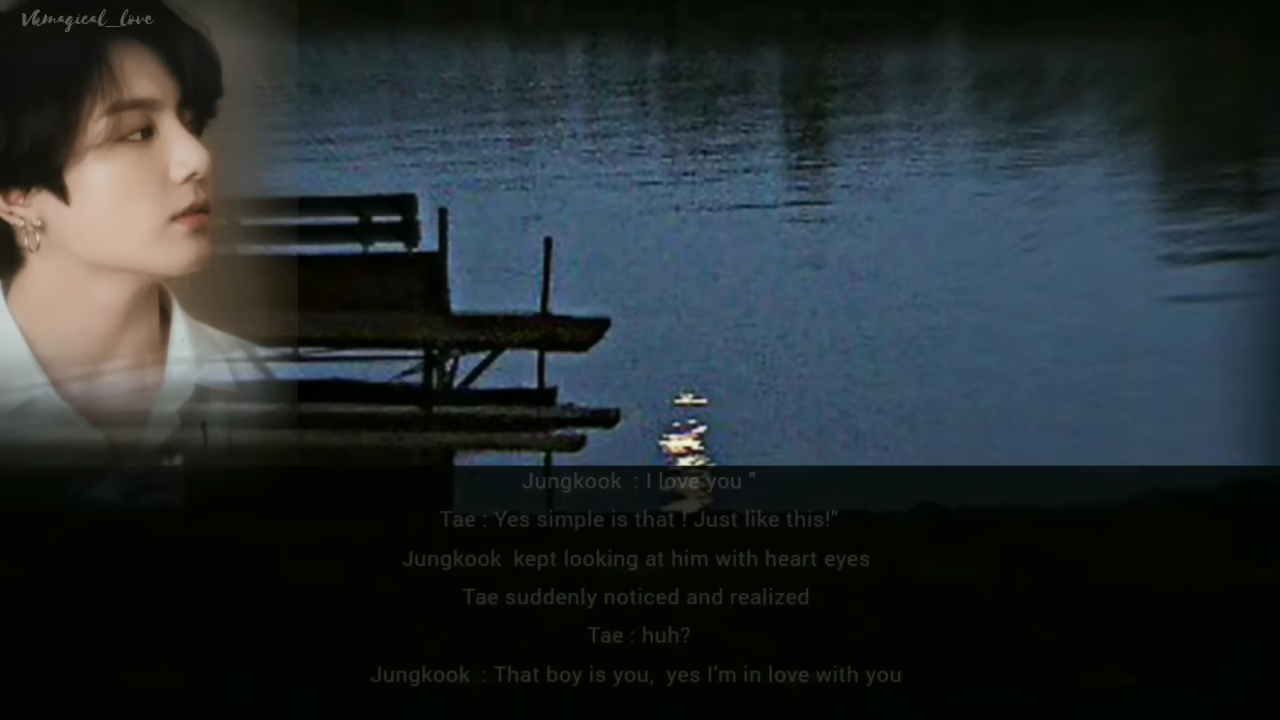 Vkmagical_love
Jungkook : I love you "
Tae : Yes simple is that ! Just like this!"
Jungkook kept looking at him with heart eyes
Tae suddenly noticed and realized
Tae : huh?
Jungkook : That boy is you, yes I'm in love with you